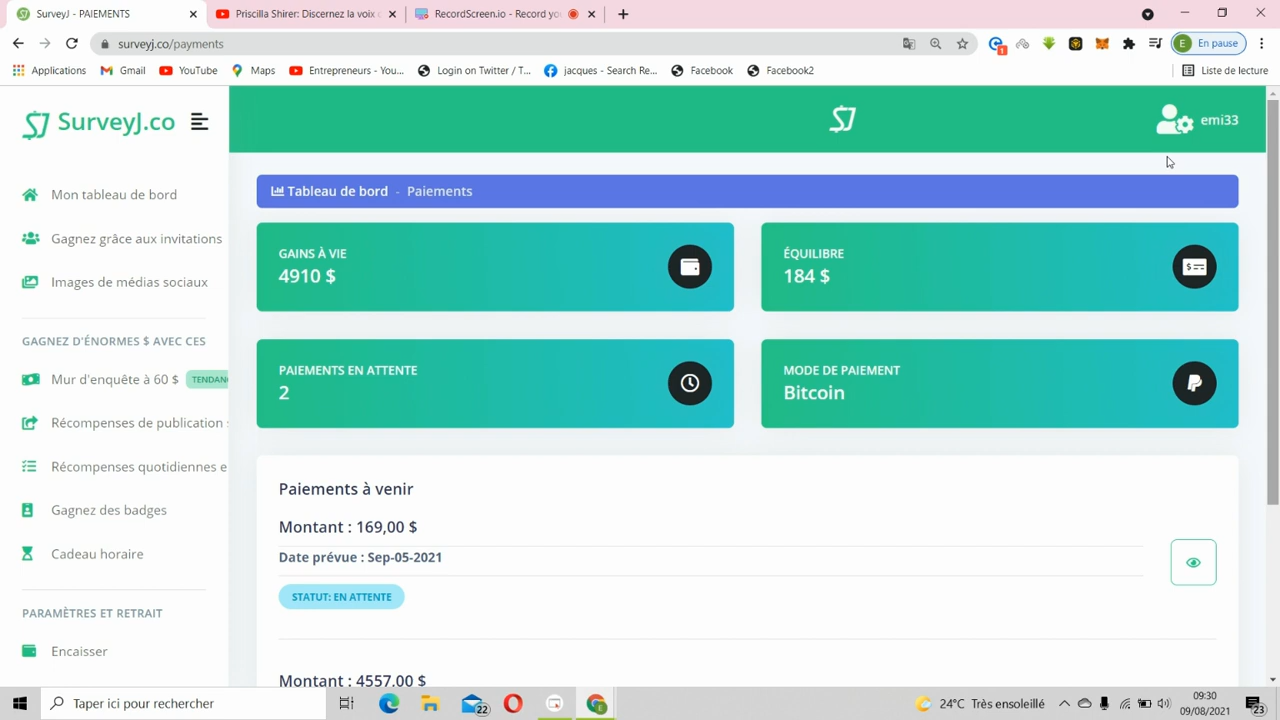 SurveyJ - PAIEMENTS
Priscilla Shirer: Discernez la voix
RecordScreen.io - Record yo
surveyj.co/payments
1
E En pause
Applications
Gmail
YouTube
Maps
Entrepreneurs - You...
Login on Twitter / T...
jacques - Search Re...
Facebook
Facebook2
Liste de lecture
SurveyJ.co
emi33
Mon tableau de bord
Gagnez grâce aux invitations
Images de médias sociaux
GAGNEZ D'ÉNORMES $ AVEC CES
Mur d'enquête à 60 $ TENDAN
Récompenses de publication s
Récompenses quotidiennes e
Gagnez des badges
Cadeau horaire
PARAMÈTRES ET RETRAIT
Encaisser
Tableau de bord - Paiements
GAINS À VIE
4910 $
ÉQUILIBRE
184 $
PAIEMENTS EN ATTENTE
2
MODE DE PAIEMENT
Bitcoin
Paiements à venir
Montant : 169,00 $
Date prévue : Sep-05-2021
STATUT: EN ATTENTE
Montant : 4557,00 $
Taper ici pour rechercher
22
24°C Très ensoleillé
09:30
09/08/2021
23